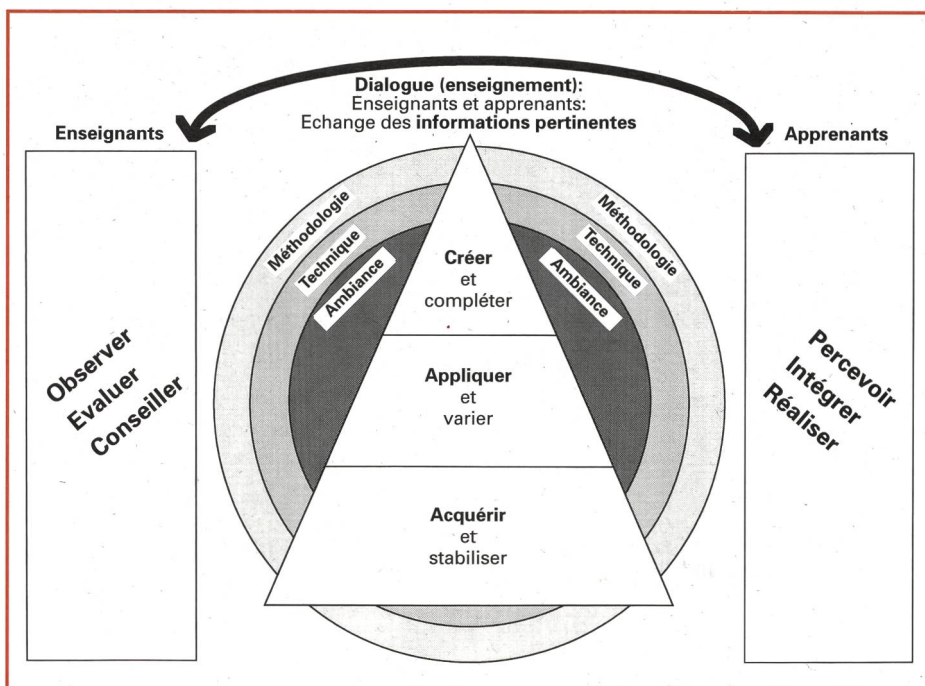 Dialogue (enseignement):
Enseignants et apprenants:
Echange des informations pertinentes
Enseignants
Apprenants
Méthodologie
Technique
Ambiance
Méthodologie
Technique
Ambiance
Créer
et
compléter
Appliquer
et
varier
Acquérir
et
stabiliser
Observer
Evaluer
Conseiller
Percevoir
Intégrer
Réaliser